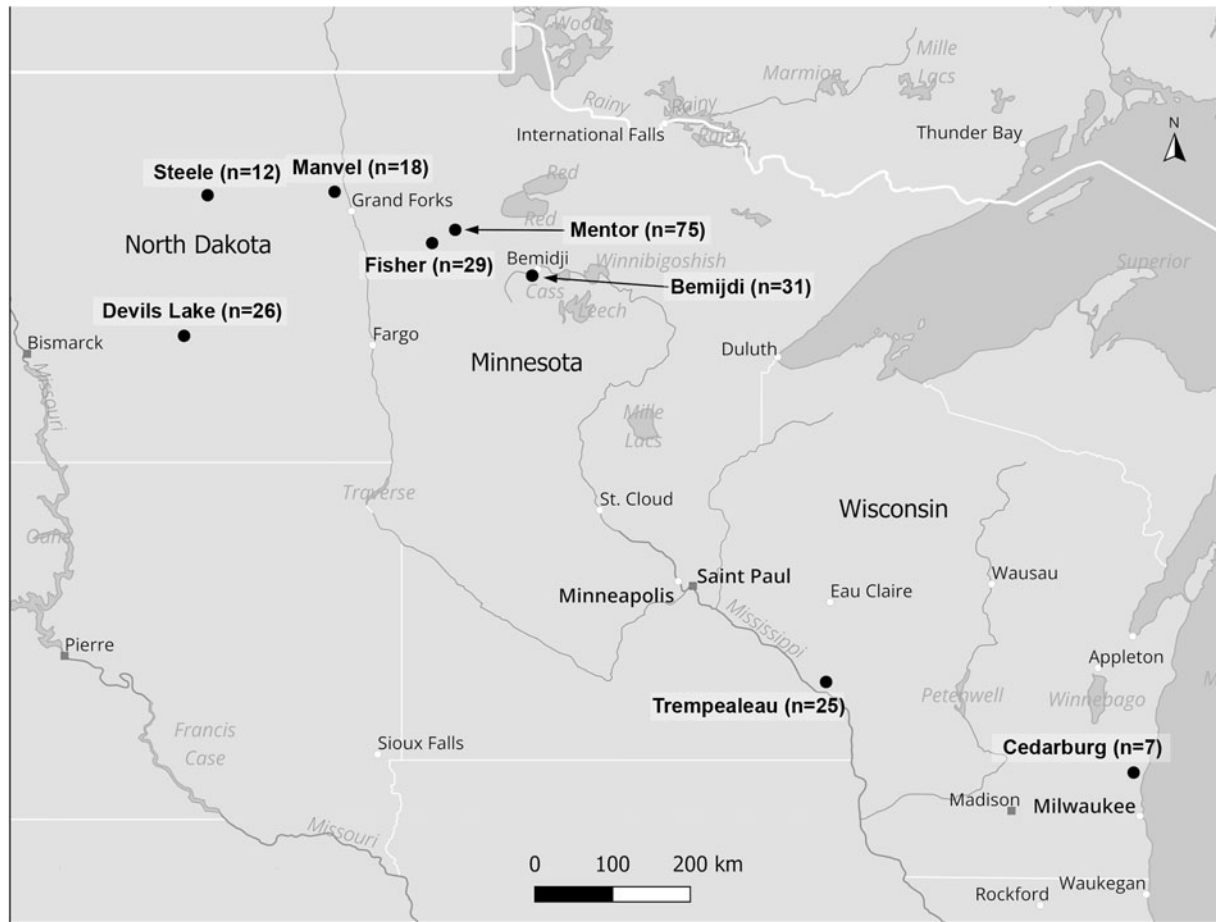 Woods
Mille
Lacs
Marmion
Rainy
Rainy
International Falls
Rainy
Thunder Bay
N
Steele (n=12)
Manvel (n=18)
Red
Grand Forks
Red
Mentor (n=75)
North Dakota
Fisher (n=29)
Bemidji
Winnibigoshish
Superior
Cass
Bemijdi (n=31)
Leech
Devils Lake (n=26)
Bismarck
Fargo
Duluth
Minnesota
Missouri
Mille
Lacs
Traverse
St. Cloud
Wisconsin
Oahe
Saint Paul
Wausau
Minneapolis
Eau Claire
Mississippi
Pierre
Appleton
Trempealeau (n=25)
Petenwell
Winnebago
Francis
Case
Sioux Falls
Cedarburg (n=7)
Madison
Milwaukee
Missouri
0 100 200 km
Rockford
Waukegan